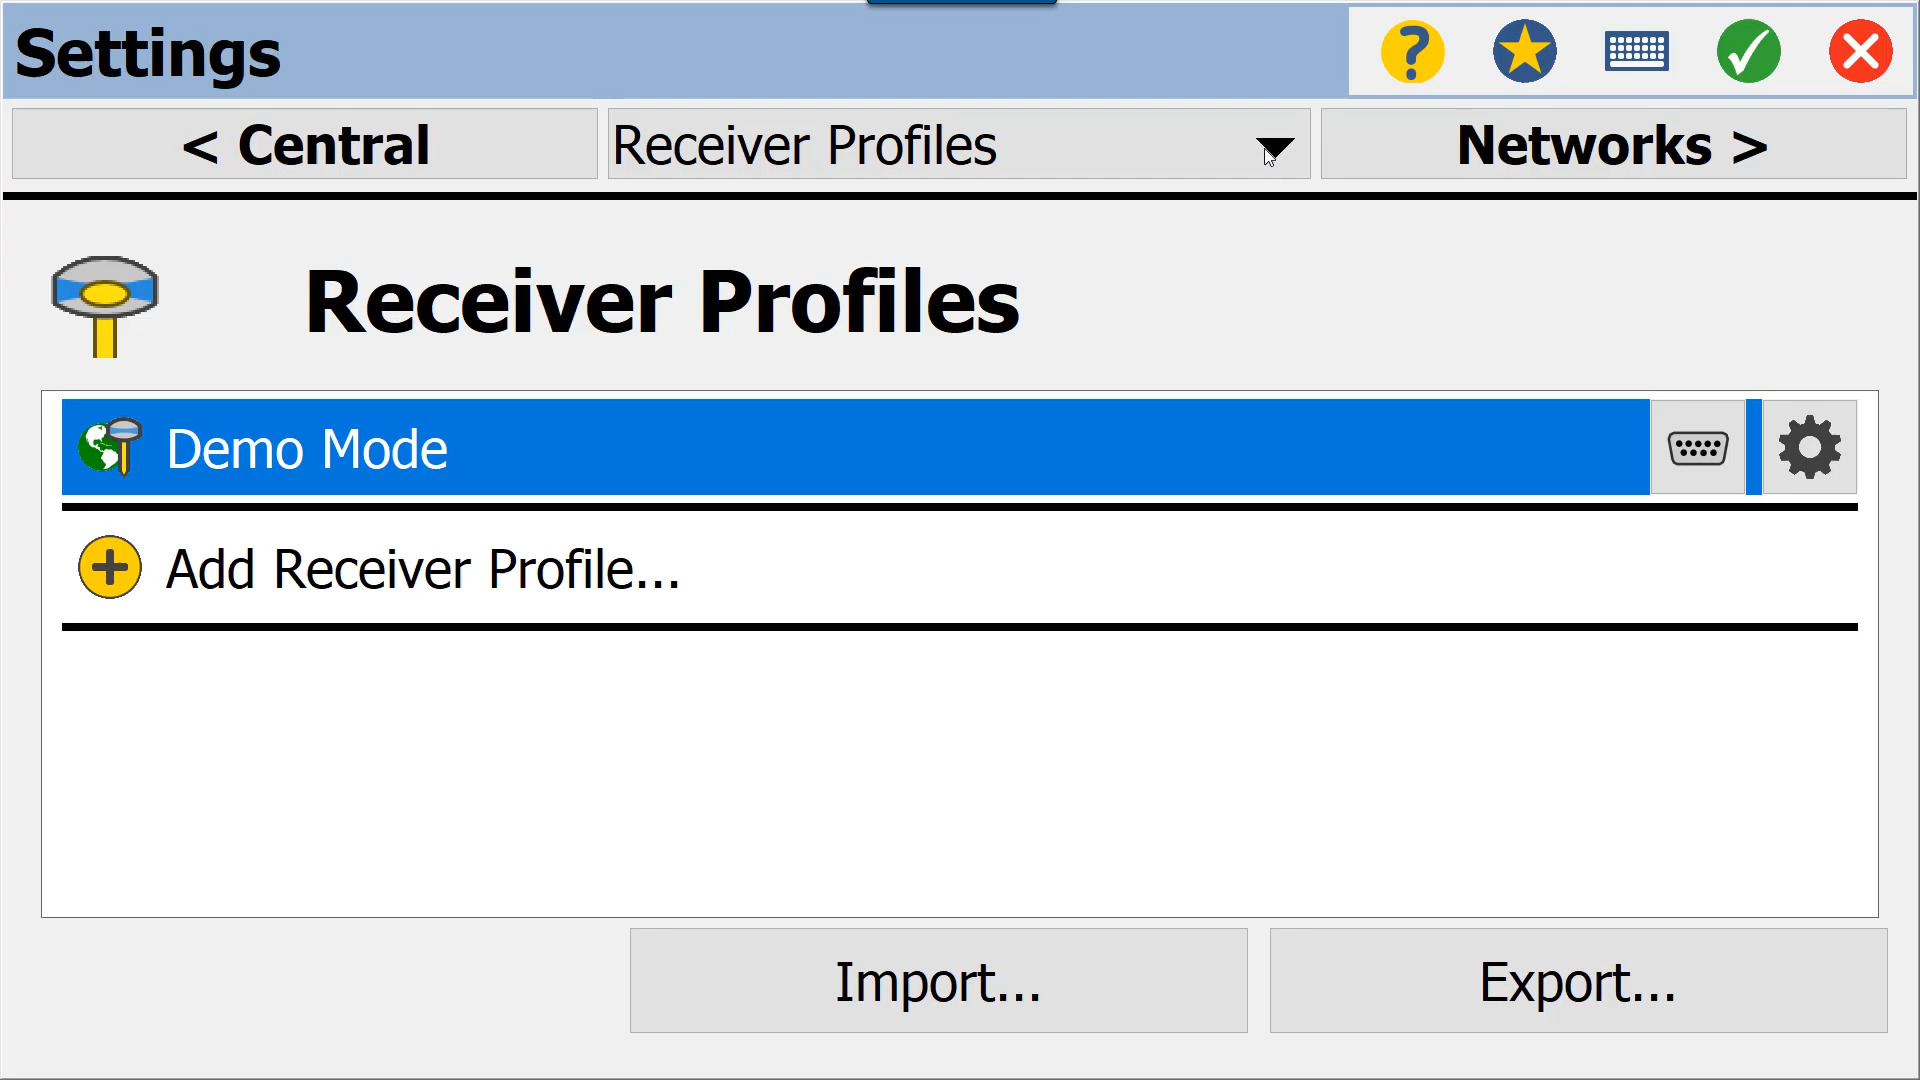 Settings
< Central
Receiver Profiles
Networks >
Receiver Profiles
Demo Mode
Add Receiver Profile...
Import...
Export...